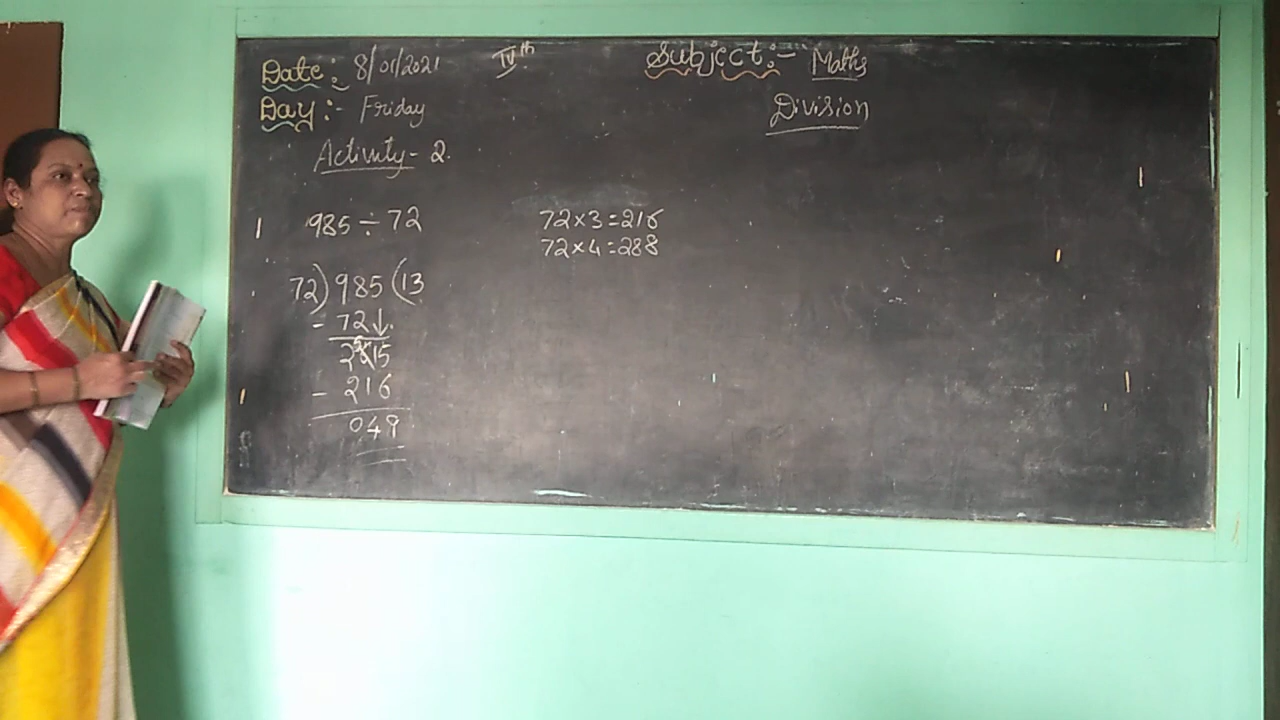 Date:- 8/01/2021 IVth Subject:- Maths
Day:- Friday Division
Activity- 2.
1 985 ÷ 72 72×3=216
72×4=288
72) 985 (13
- 72↓
265
- 216
049